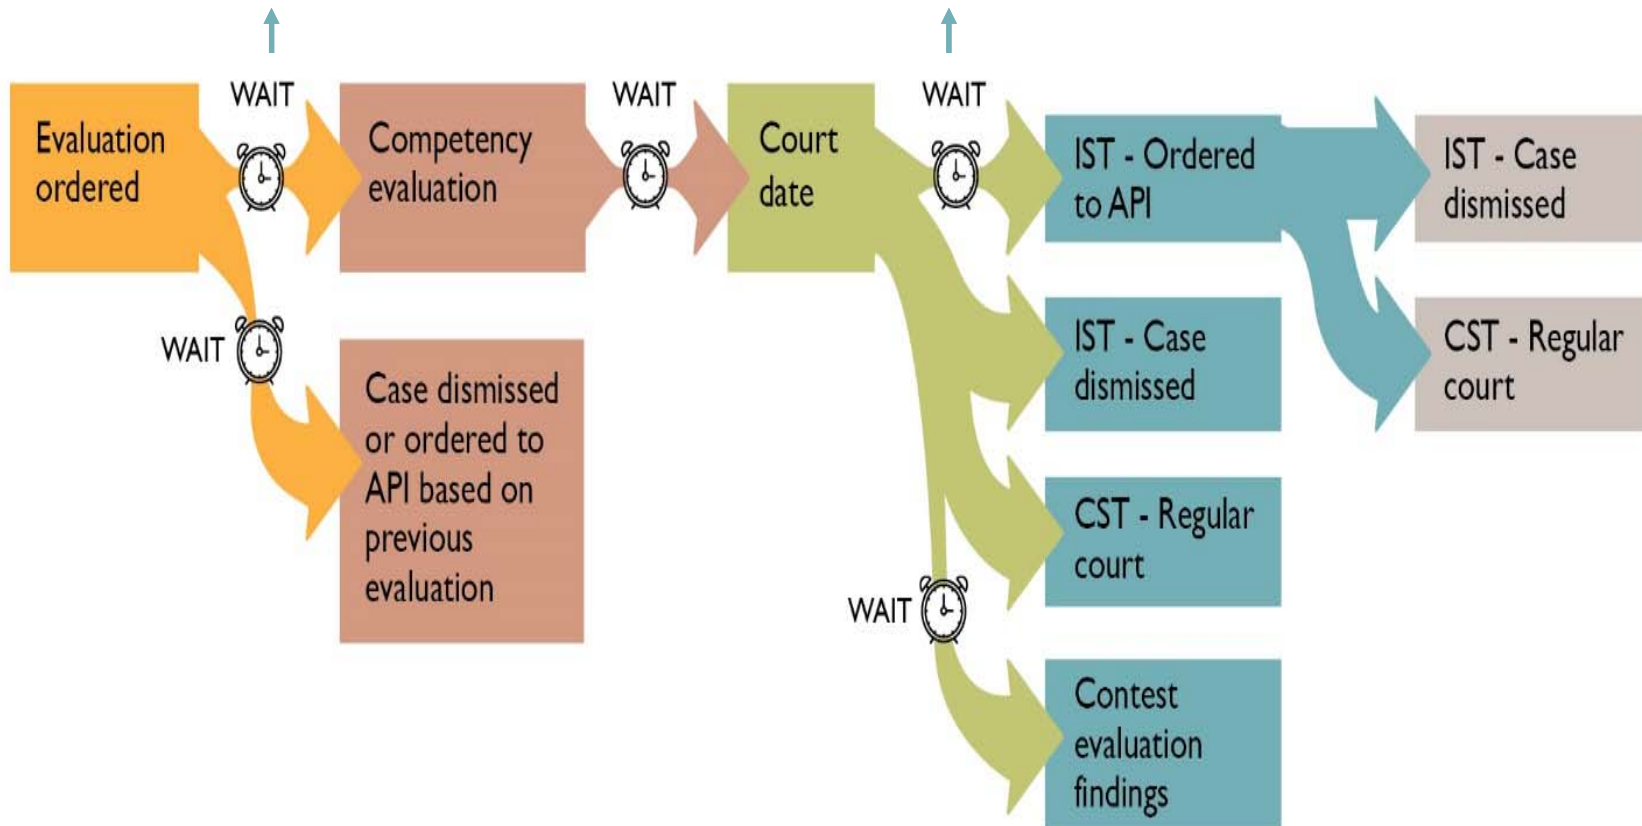 WAIT
WAIT
WAIT
Evaluation
ordered
Competency
evaluation
Court
date
IST - Ordered
to API
IST - Case
dismissed
WAIT
Case dismissed
or ordered to
API based on
previous
evaluation
IST - Case
dismissed
CST - Regular
court
CST - Regular
court
WAIT
Contest
evaluation
findings